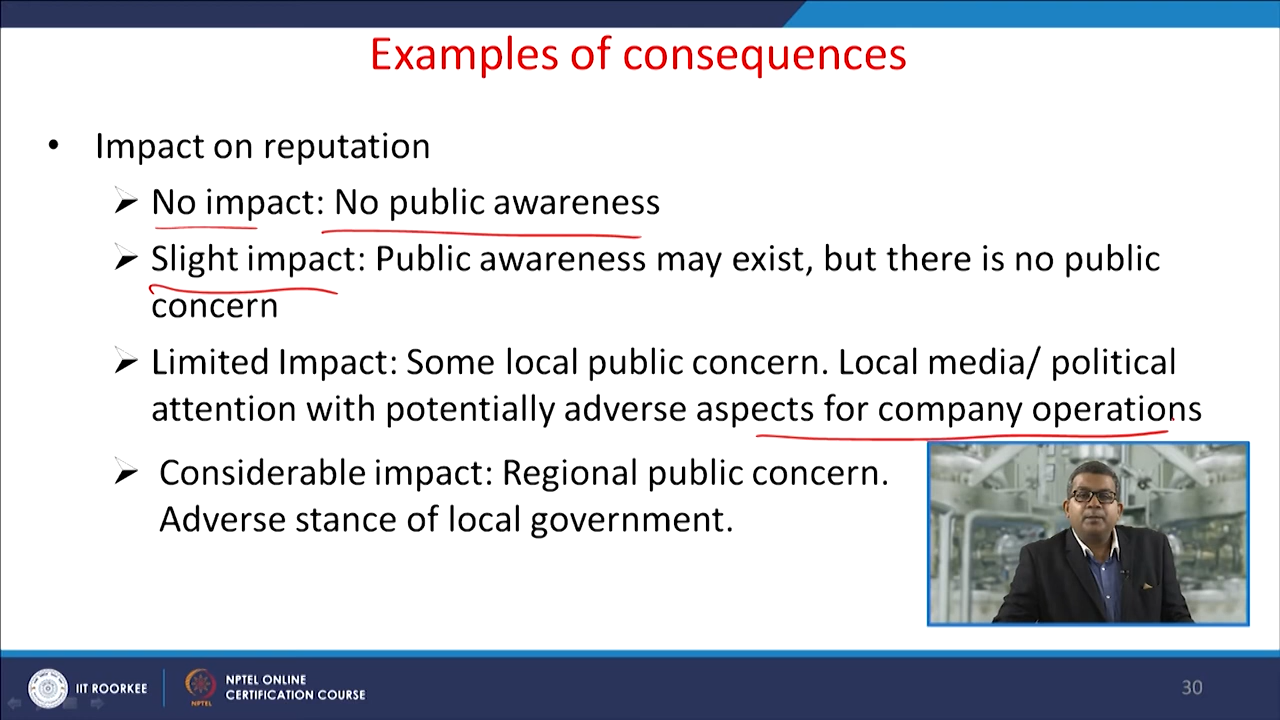 Examples of consequences
• Impact on reputation
➢ No impact: No public awareness
➢ Slight impact: Public awareness may exist, but there is no public
concern
➢ Limited Impact: Some local public concern. Local media/ political
attention with potentially adverse aspects for company operations
➢ Considerable impact: Regional public concern.
Adverse stance of local government.
IIT ROORKEE
NPTEL
NPTEL ONLINE
CERTIFICATION COURSE
30